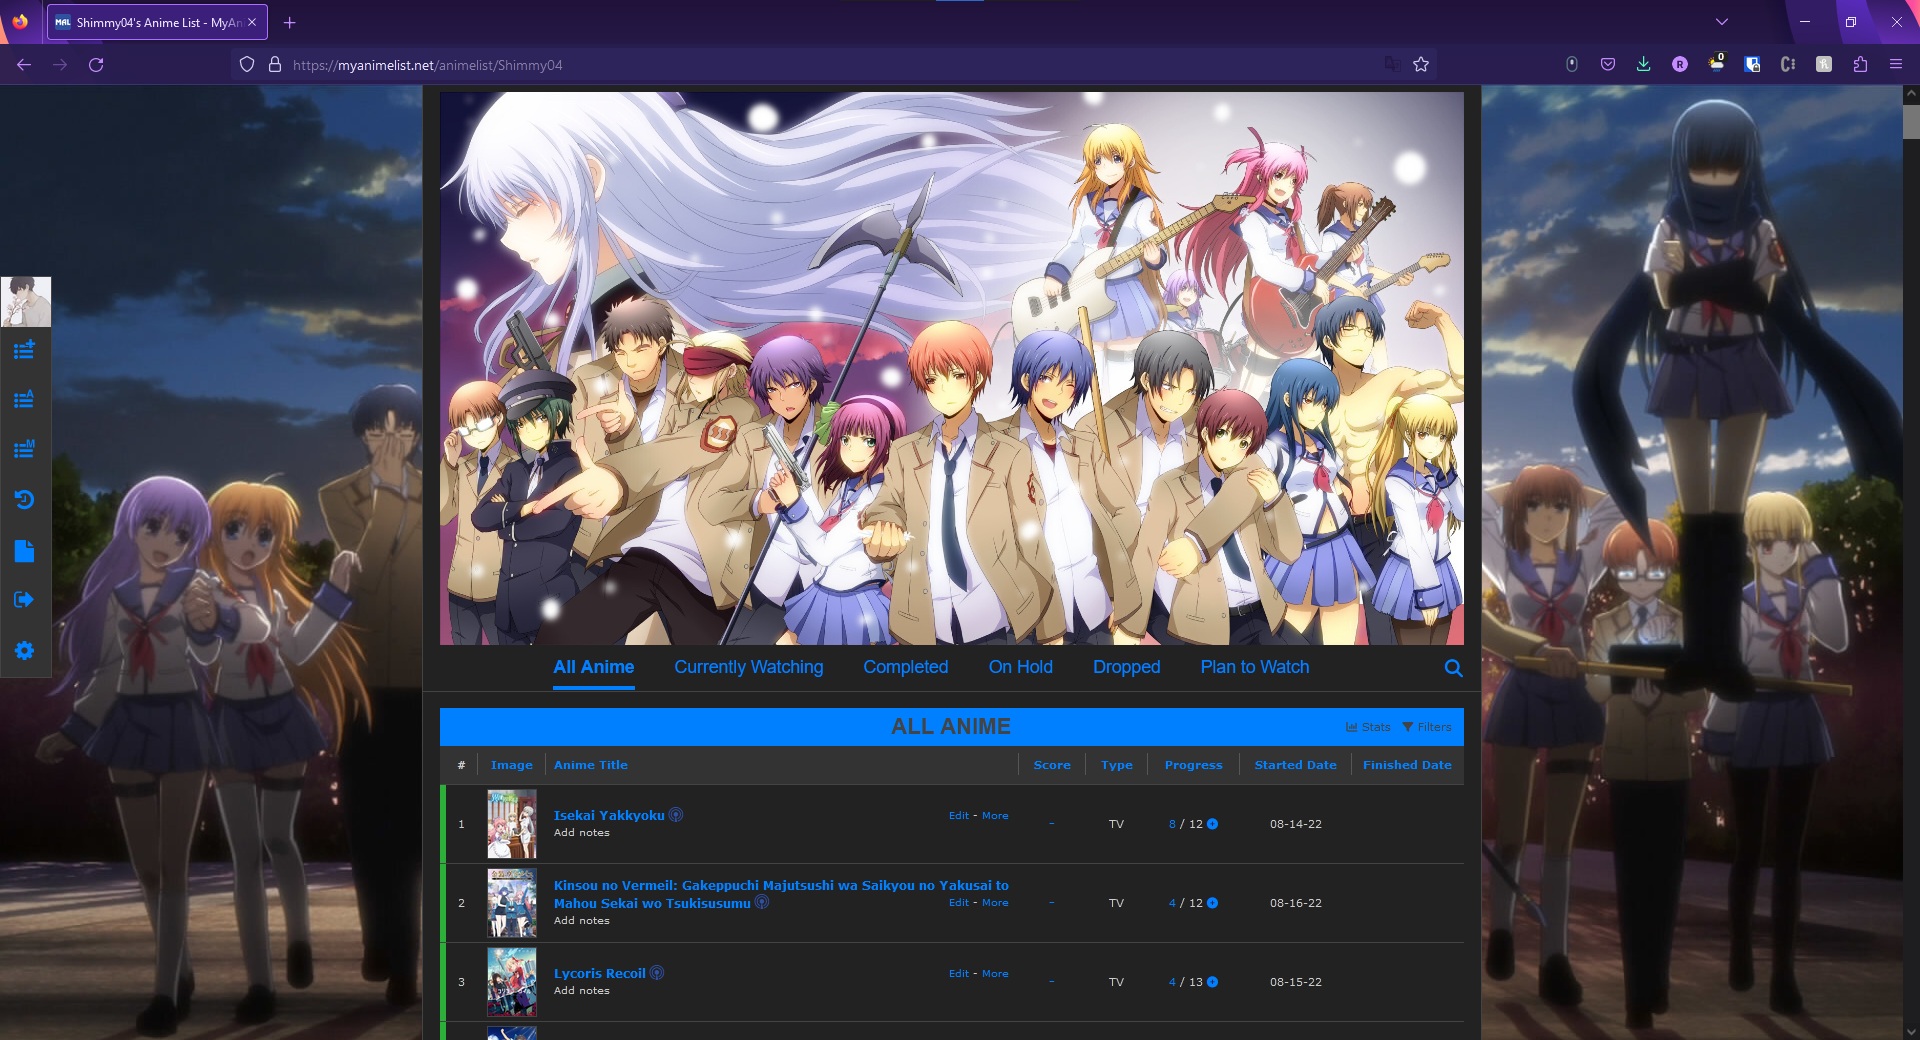 Shimmy04's Anime List - MyAni
https://myanimelist.net/animelist/Shimmy04
0
All Anime Currently Watching Completed On Hold Dropped Plan to Watch
ALL ANIME
Stats Filters
# Image Anime Title Score Type Progress Started Date Finished Date
1 Isekai Yakkyoku Edit - More - TV 8 / 12 08-14-22
Add notes
Kinsou no Vermeil: Gakeppuchi Majutsushi wa Saikyou no Yakusai to
2 Mahou Sekai wo Tsukisusumu Edit - More - TV 4 / 12 08-16-22
Add notes
3 Lycoris Recoil Edit - More - TV 4 / 13 08-15-22
Add notes